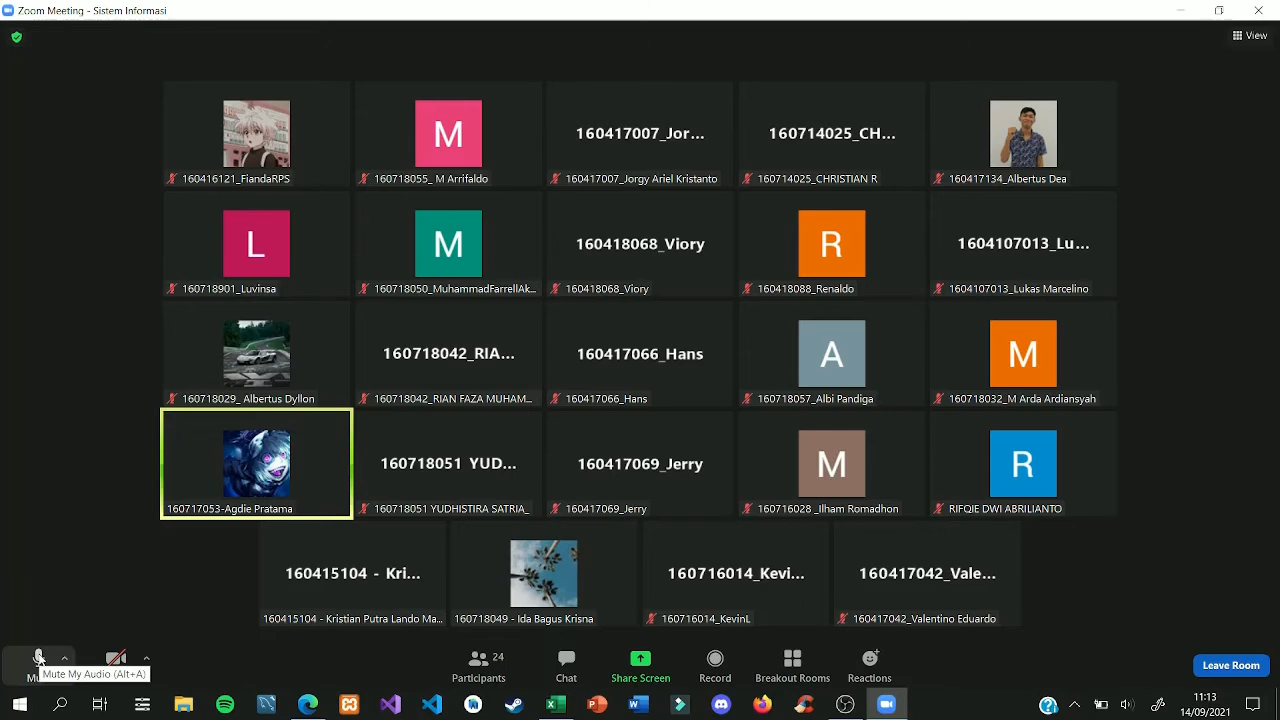 Zoom Meeting - Sistem Informasi
View
160416121_FiandaRPS
M
160718055_ M Arrifaldo
160417007_Jor...
160417007_Jorgy Ariel Kristanto
160714025_CH...
160714025_CHRISTIAN R
160417134_Albertus Dea
L
160718901_Luvinsa
M
160718050_MuhammadFarrellAk...
160418068_Viory
160418068_Viory
R
160418088_Renaldo
1604107013_Lu...
1604107013_Lukas Marcelino
160718029_ Albertus Dyllon
160718042_RIA...
160718042_RIAN FAZA MUHAM...
160417066_Hans
160417066_Hans
A
160718057_Albi Pandiga
M
160718032_M Arda Ardiansyah
160717053-Agdie Pratama
160718051 YUD...
160718051 YUDHISTIRA SATRIA_
160417069_Jerry
160417069_Jerry
M
160716028 _Ilham Romadhon
R
RIFQIE DWI ABRILIANTO
160415104 - Kri...
160415104 - Kristian Putra Lando Ma...
160718049 - Ida Bagus Krisna
160716014_Kevi...
160716014_KevinL
160417042_Vale...
160417042_Valentino Eduardo
Mute My Audio (Alt+A)
24
Participants
Chat
Share Screen
Record
Breakout Rooms
Reactions
Leave Room
11:13
14/09/2021